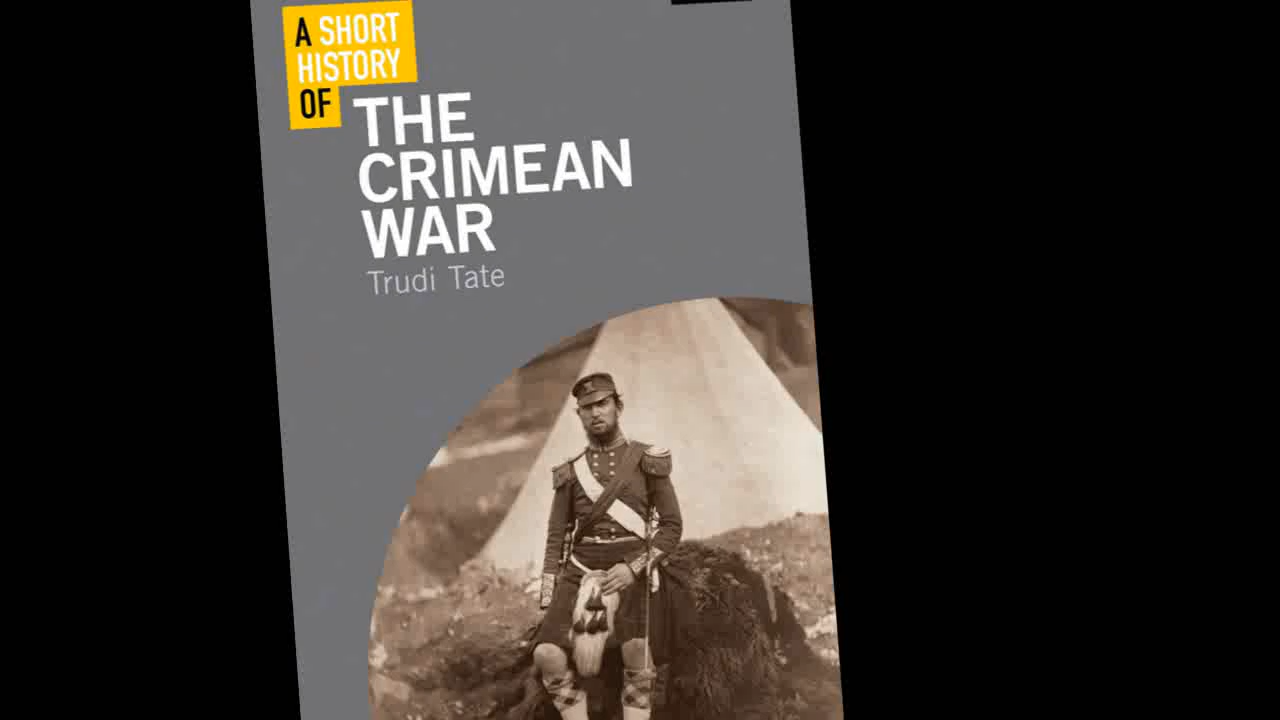 A SHORT
HISTORY
OF
THE
CRIMEAN
WAR
Trudi Tate